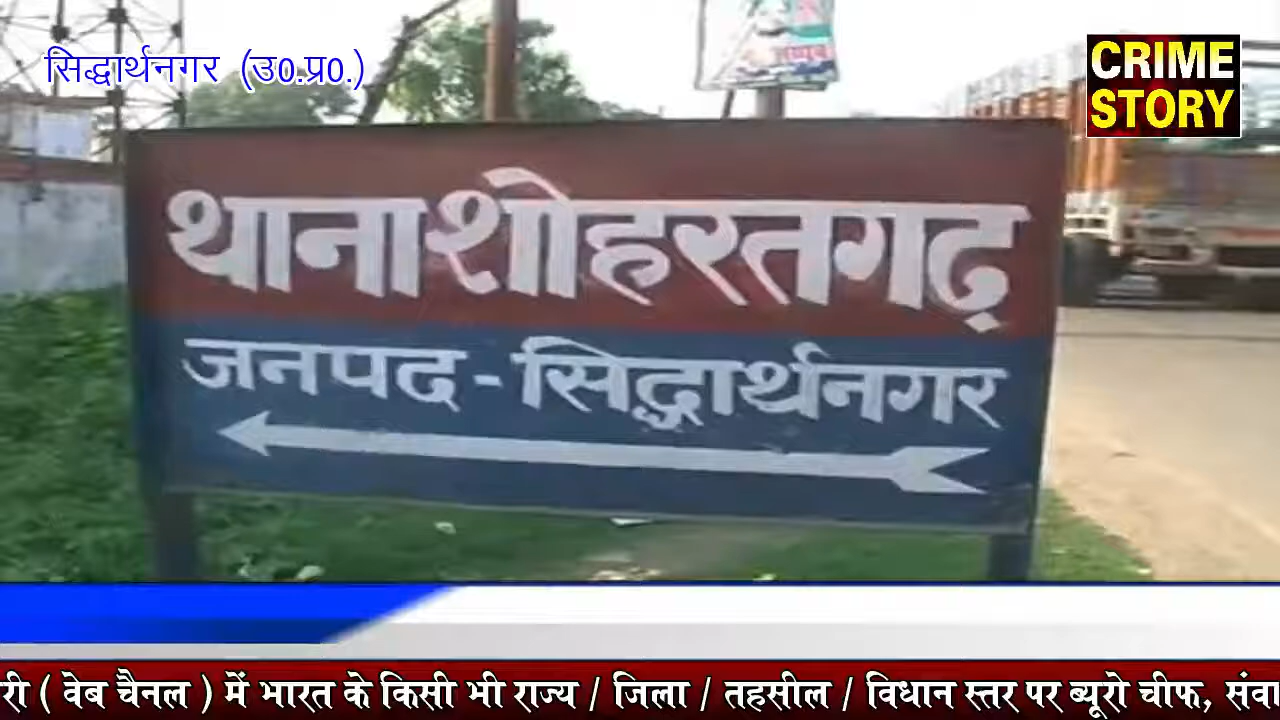 सिद्धार्थनगर (उ0.प्र0.)
CRIME
STORY
थाना शोहरतगढ़
जनपद - सिद्धार्थनगर
री ( वेब चैनल ) में भारत के किसी भी राज्य / जिला / तहसील / विधान स्तर पर ब्यूरो चीफ, संवा